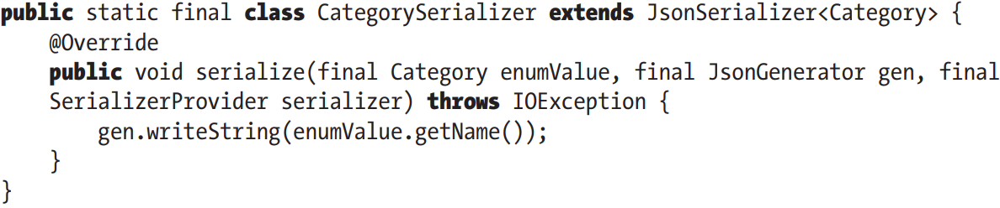 public static final class CategorySerializer extends JsonSerializer<Category> {
    @Override
    public void serialize(final Category enumValue, final JsonGenerator gen, final
    SerializerProvider serializer) throws IOException {
        gen.writeString(enumValue.getName());
    }
}